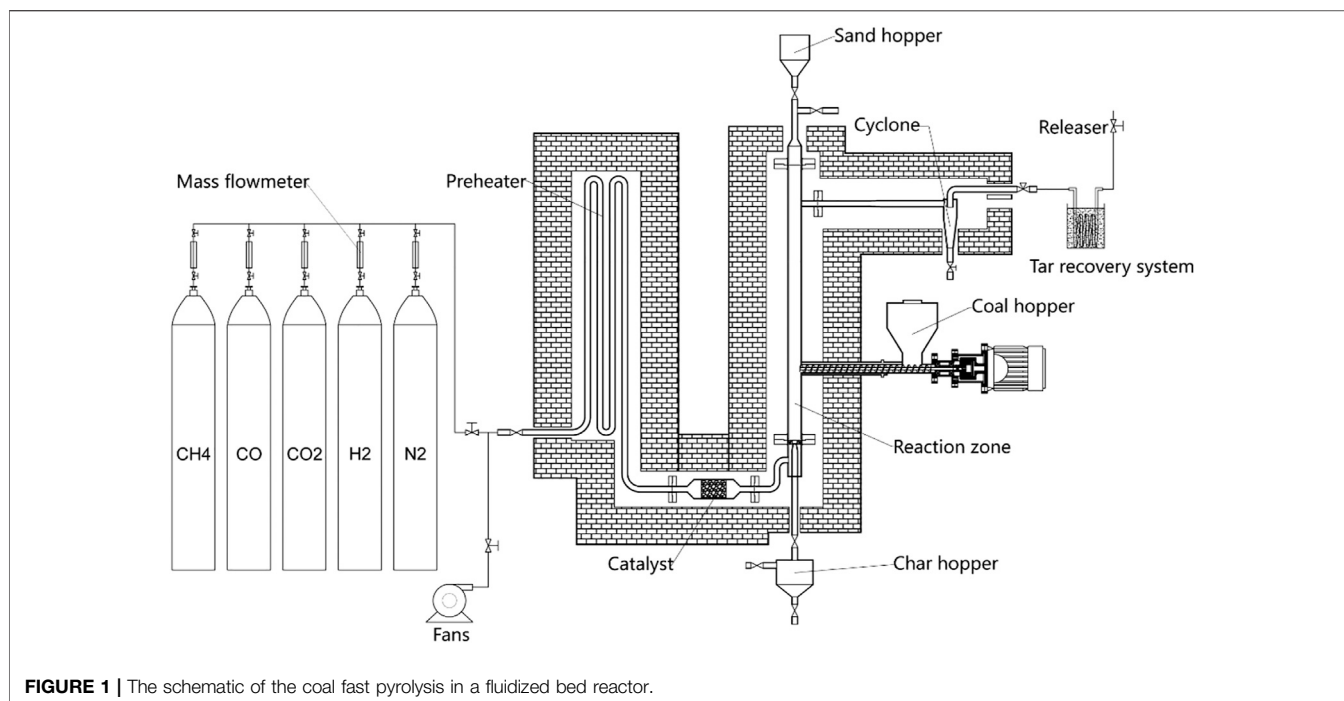 Sand hopper
Cyclone
Releaser
Mass flowmeter
Preheater
Tar recovery system
Coal hopper
CH4
CO
CO2
H2
N2
Reaction zone
Catalyst
Char hopper
Fans
FIGURE 1 | The schematic of the coal fast pyrolysis in a fluidized bed reactor.